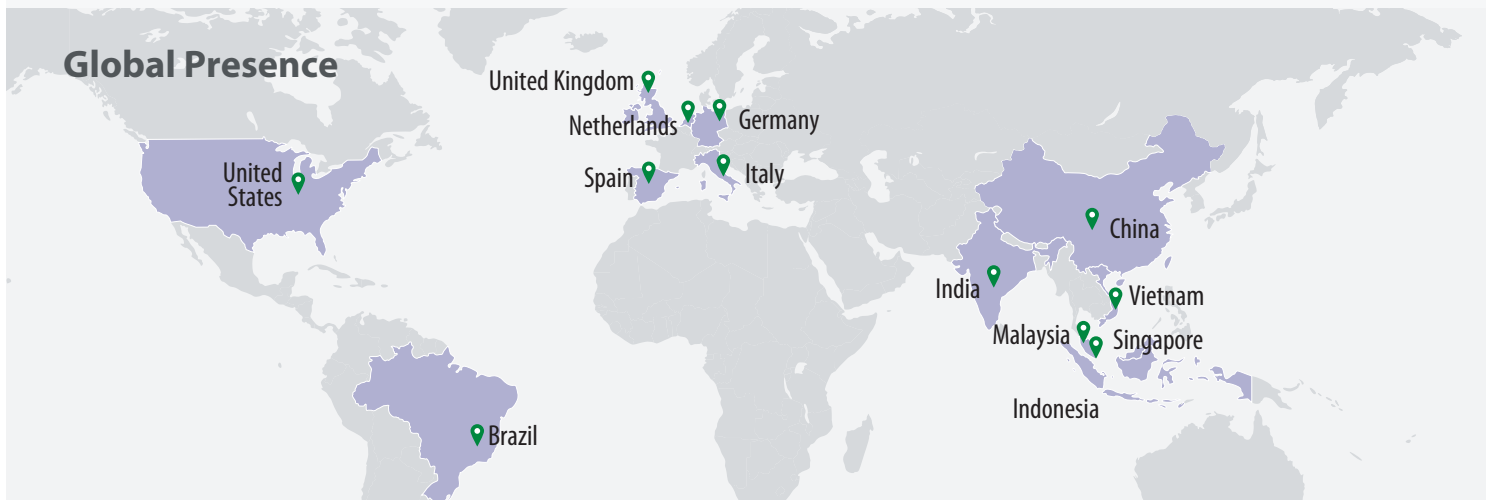 Global Presence
United Kingdom
Netherlands
Germany
Spain
Italy
United
States
China
India
Vietnam
Malaysia
Singapore
Indonesia
Brazil